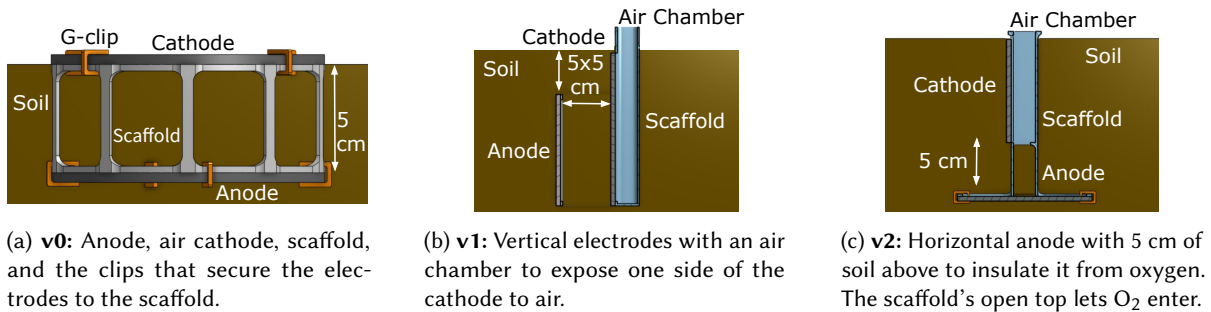 G-clip
Cathode
Soil
Scaffold
5
cm
Anode
Air Chamber
Cathode
Soil
5x5
cm
Scaffold
Anode
Air Chamber
Soil
Cathode
Scaffold
5 cm
Anode
(a) v0: Anode, air cathode, scaffold,
and the clips that secure the elec-
trodes to the scaffold.
(b) v1: Vertical electrodes with an air
chamber to expose one side of the
cathode to air.
(c) v2: Horizontal anode with 5 cm of
soil above to insulate it from oxygen.
The scaffold's open top lets O₂ enter.